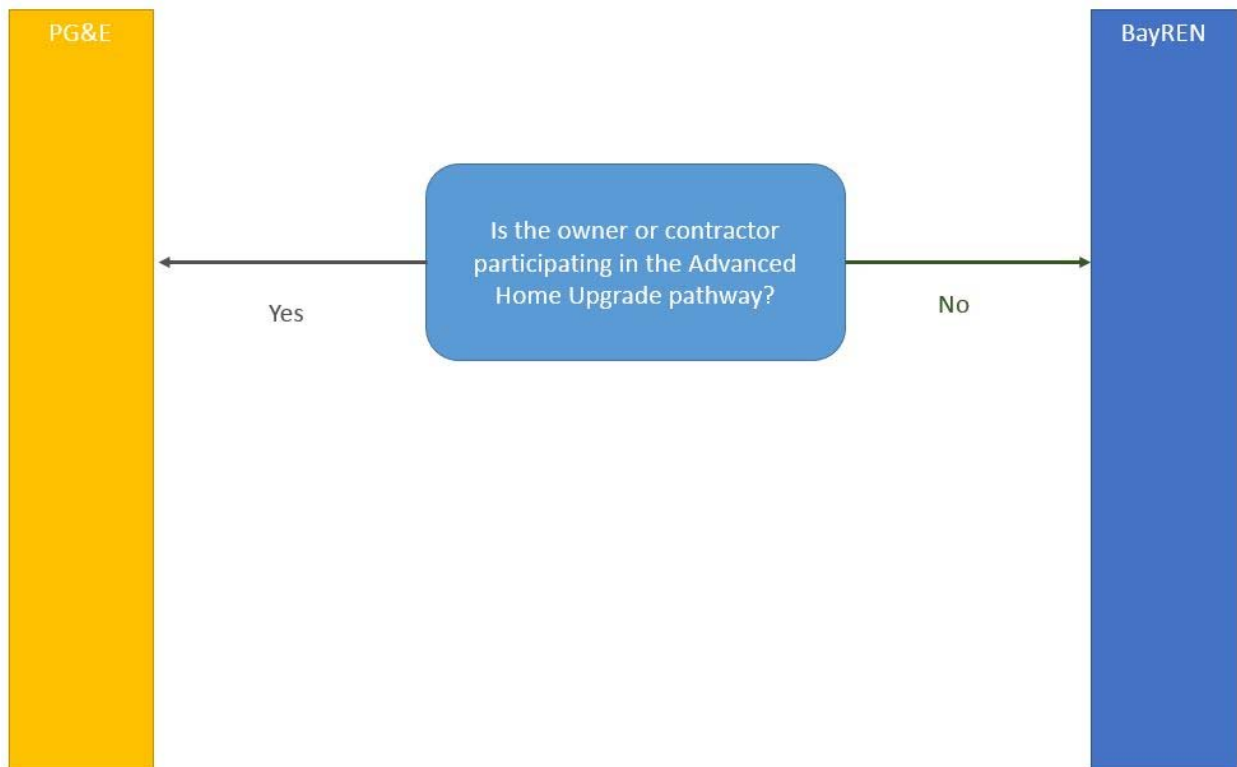 PG&E
BayREN
Is the owner or contractor
participating in the Advanced
Home Upgrade pathway?
Yes
No